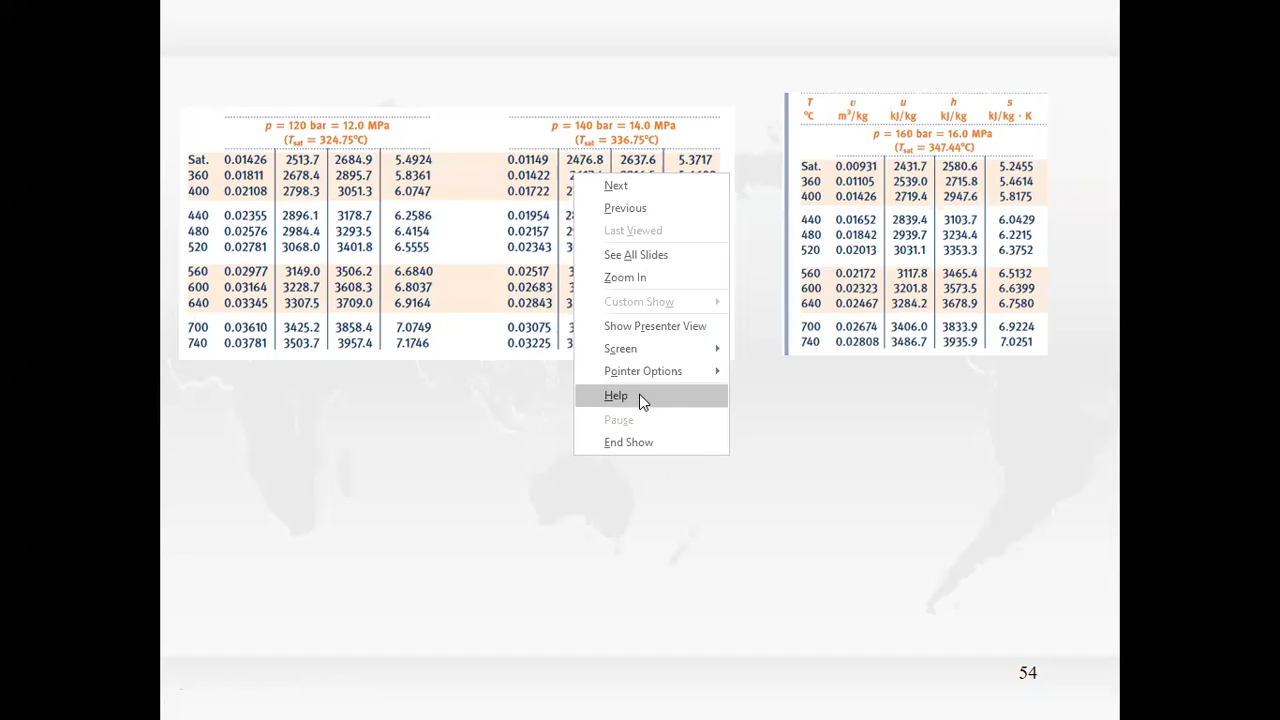 T v u h s
°C m³/kg kJ/kg kJ/kg kJ/kg · K
p = 120 bar = 12.0 MPa
(Tsat = 324.75°C)
Sat. 0.01426 2513.7 2684.9 5.4924
360 0.01811 2678.4 2895.7 5.8361
400 0.02108 2798.3 3051.3 6.0747
440 0.02355 2896.1 3178.7 6.2586
480 0.02576 2984.4 3293.5 6.4154
520 0.02781 3068.0 3401.8 6.5555
560 0.02977 3149.0 3506.2 6.6840
600 0.03164 3228.7 3608.3 6.8037
640 0.03345 3307.5 3709.0 6.9164
700 0.03610 3425.2 3858.4 7.0749
740 0.03781 3503.7 3957.4 7.1746
p = 140 bar = 14.0 MPa
(Tsat = 336.75°C)
0.01149 2476.8 2637.6 5.3717
0.01422
0.01722
0.01954
0.02157
0.02343
0.02517
0.02683
0.02843
0.03075
0.03225
p = 160 bar = 16.0 MPa
(Tsat = 347.44°C)
Sat. 0.00931 2431.7 2580.6 5.2455
360 0.01105 2539.0 2715.8 5.4614
400 0.01426 2719.4 2947.6 5.8175
440 0.01652 2839.4 3103.7 6.0429
480 0.01842 2939.7 3234.4 6.2215
520 0.02013 3031.1 3353.3 6.3752
560 0.02172 3117.8 3465.4 6.5132
600 0.02323 3201.8 3573.5 6.6399
640 0.02467 3284.2 3678.9 6.7580
700 0.02674 3406.0 3833.9 6.9224
740 0.02808 3486.7 3935.9 7.0251
Next
Previous
Last Viewed
See All Slides
Zoom In
Custom Show
Show Presenter View
Screen
Pointer Options
Help
Pause
End Show
54